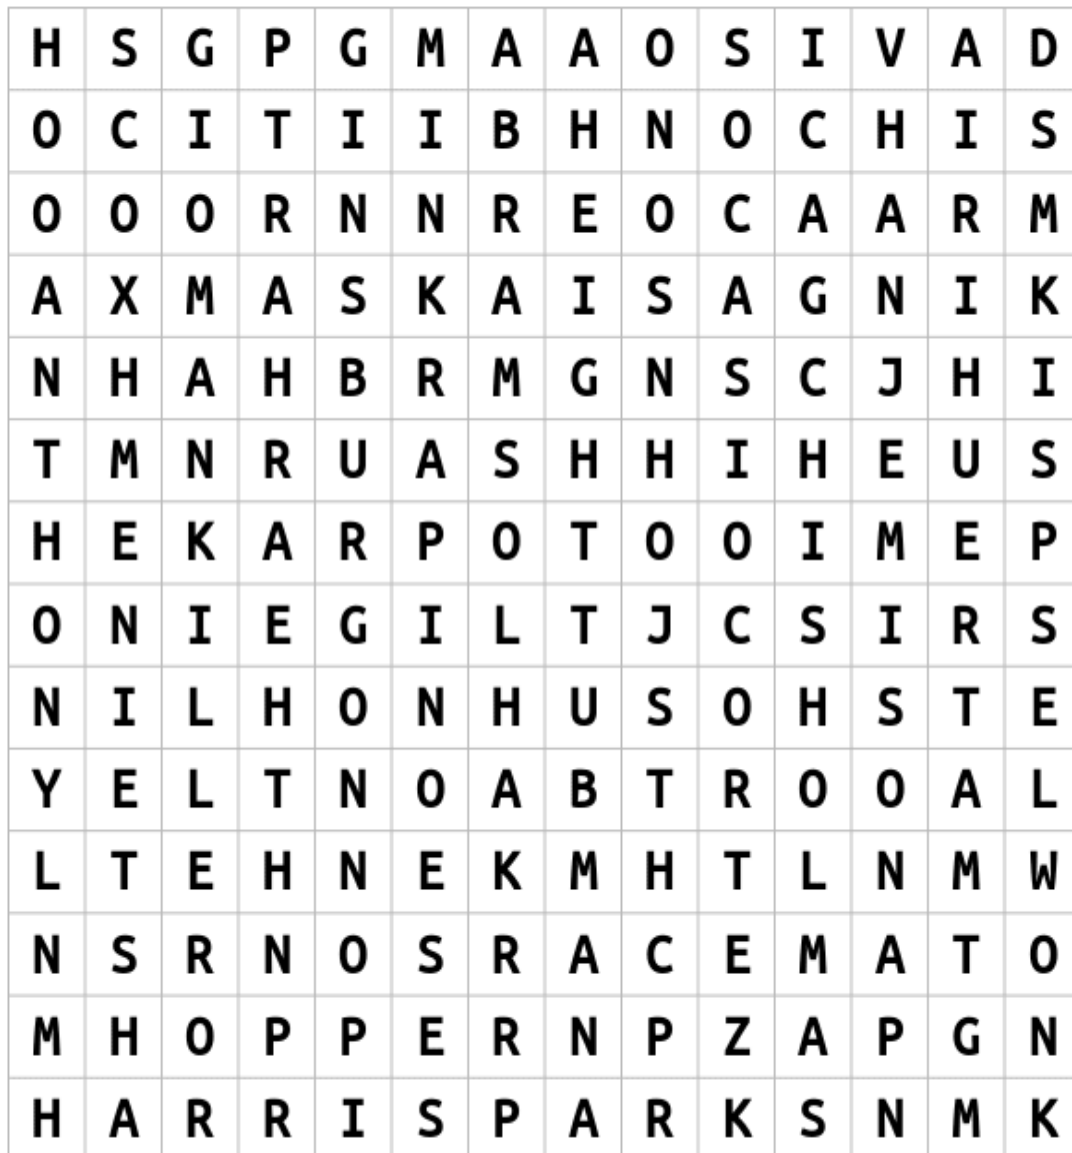 H S G P G M A A O S I V A D
O C I T I I B H N O C H I S
O O O R N N R E O C A A R M
A X M A S K A I S A G N I K
N H A H B R M G N S C J H I
T M N R U A S H H I H E U S
H E K A R P O T O O I M E P
O N I E G I L T J C S I R S
N I L H O N H U S O H S T E
Y E L T N O A B T R O O A L
L T E H N E K M H T L N M W
N S R N O S R A C E M A T O
M H O P P E R N P Z A P G N
H A R R I S P A R K S N M K